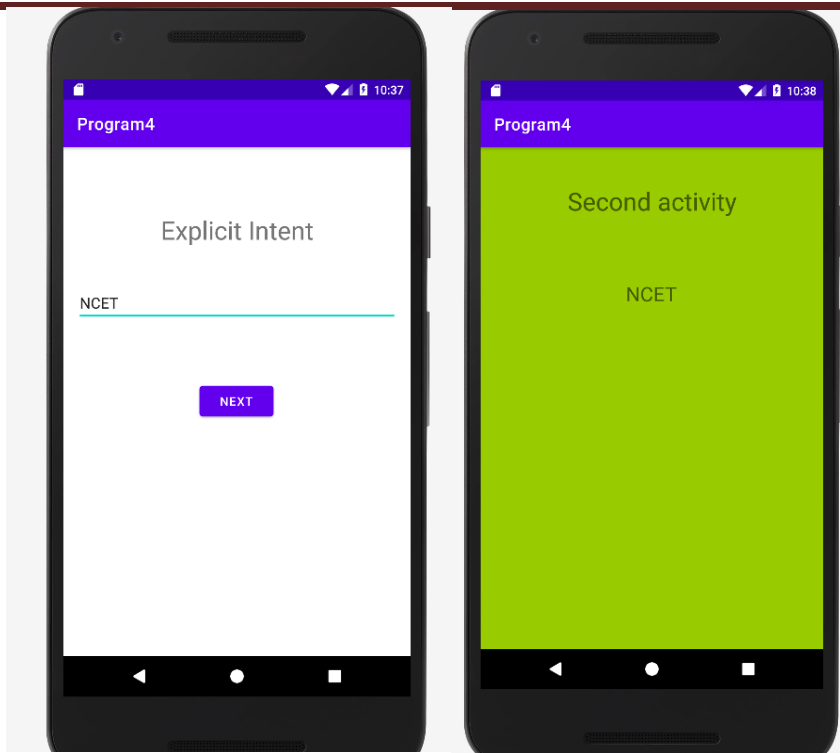 10:37
Program4
Explicit Intent
NCET
NEXT
10:38
Program4
Second activity
NCET